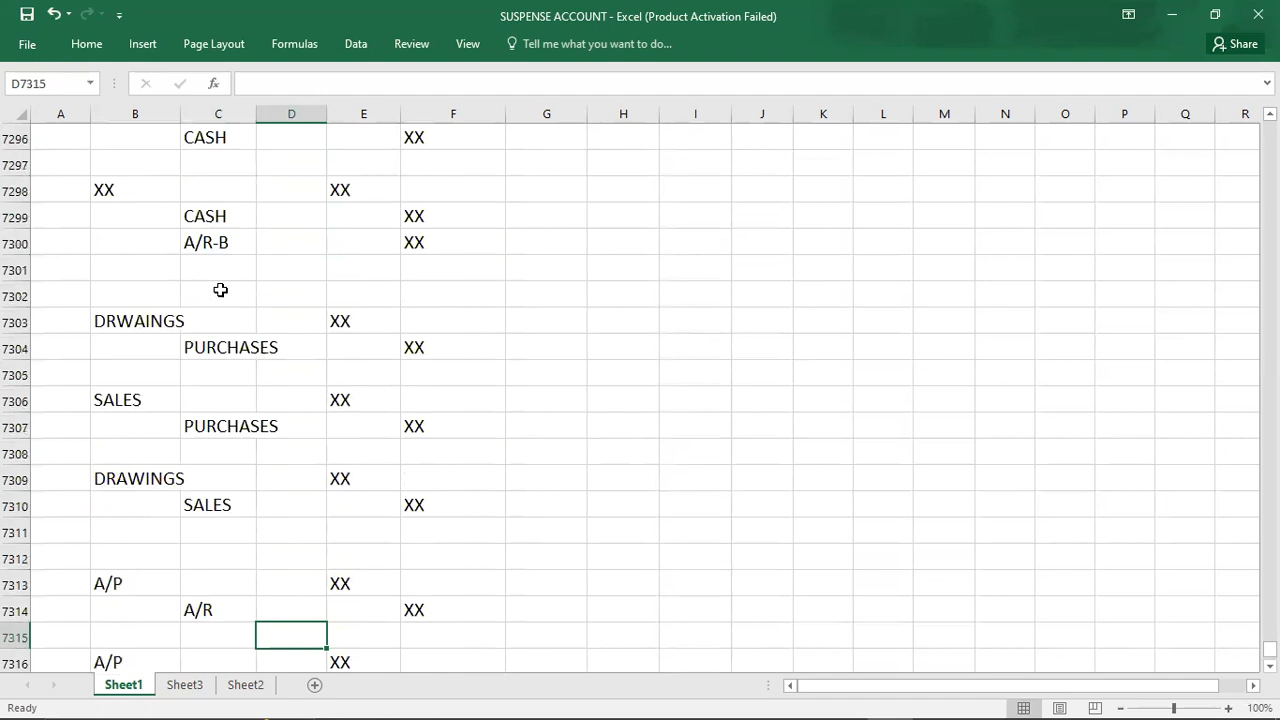 SUSPENSE ACCOUNT - Excel (Product Activation Failed)
File Home Insert Page Layout Formulas Data Review View Tell me what you want to do... Share
D7315 fx
A B C D E F G H I J K L M N O P Q R
7296 CASH XX
7297
7298 XX XX
7299 CASH XX
7300 A/R-B XX
7301
7302
7303 DRWAINGS XX
7304 PURCHASES XX
7305
7306 SALES XX
7307 PURCHASES XX
7308
7309 DRAWINGS XX
7310 SALES XX
7311
7312
7313 A/P XX
7314 A/R XX
7315
7316 A/P XX
Sheet1 Sheet3 Sheet2
Ready 100%